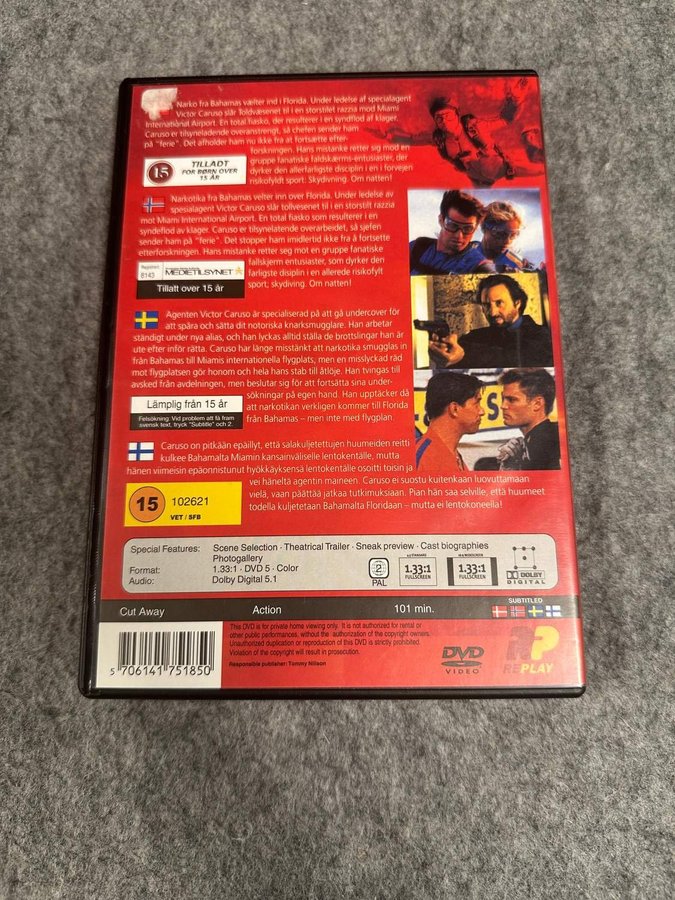 Narko fra Bahamas vælter ind i Florida. Under ledelse af specialagent
Victor Caruso slår Toldvæsenet til i en storstilet razzia mod Miami
International Airport. En total fiasko, der resulterer i en syndflod af klager.
Caruso er tilsyneladende overanstrengt, så chefen sender ham
på "ferie". Det afholder ham nu ikke fra at fortsætte efter-
forskningen. Hans mistanke retter sig mod en
gruppe fanatiske faldskærms-entusiaster, der
dyrker den allerfarligste disciplin i en i forvejen
risikofyldt sport: Skydivning. Om natten!
15
TILLADT
FOR BØRN OVER
15 ÅR
Narkotika fra Bahamas velter inn over Florida. Under ledelse av
spesialagent Victor Caruso slår tollvesenet til i en storstilt razzia
mot Miami International Airport. En total fiasco som resulterer i en
syndeflod av klager. Caruso er tilsynelatende overarbeidet, så sjefen
sender ham på "ferie". Det stopper ham imidlertid ikke fra å fortsette
etterforskningen. Hans mistanke retter seg mot en gruppe fanatiske
fallskjerm entusiaster, som dyrker den
farligste disiplin i en allerede risikofylt
sport; skydiving. Om natten!
Registrert
8143
MEDIETILSYNET
Tillatt over 15 år
Agenten Victor Caruso är specialiserad på att gå undercover för
att spåra och sätta dit notoriska knarksmugglare. Han arbetar
ständigt under nya alias, och han lyckas alltid ställa de brottslingar han är
ute efter inför rätta. Caruso har länge misstänkt att narkotika smugglas in
från Bahamas till Miamis internationella flygplats, men en misslyckad räd
mot flygplatsen gör honom och hela hans stab till åtlöje. Han tvingas till
avsked från avdelningen, men beslutar sig för att fortsätta sina under-
sökningar på egen hand. Han upptäcker då
att narkotikan verkligen kommer till Florida
från Bahamas – men inte med flygplan.
Lämplig från 15 år
Felsökning: Vid problem att få fram
svensk text, tryck "Subtitle" och 2.
Caruso on pitkään epäillyt, että salakuljetettujen huumeiden reitti
kulkee Bahamalta Miamin kansainväliselle lentokentälle, mutta
hänen viimeisin epäonnistunut hyökkäyksensä lentokentälle osoitti toisin ja
vei häneltä agentin maineen. Caruso ei suostu kuitenkaan luovuttamaan
vielä, vaan päättää jatkaa tutkimuksiaan. Pian hän saa selville, että huumeet
todella kuljetetaan Bahamalta Floridaan – mutta ei lentokoneella!
15
102621
VET / SFB
Special Features: Scene Selection · Theatrical Trailer · Sneak preview · Cast biographies
Photogallery
Format: 1.33:1 · DVD 5 · Color
Audio: Dolby Digital 5.1
2
PAL
1.33:1
FULLSCREEN
1.33:1
FULLSCREEN
DOLBY
DIGITAL
Cut Away Action 101 min.
SUBTITLED
This DVD is for private home viewing only. It is not authorized for rental or
other public performances, without the authorization of the copyright owners.
Unauthorized duplication or reproduction of this DVD is strictly prohibited.
Violation of the copyright will result in prosecution.
Responsible publisher: Tommy Nillson
5 706141 751850
DVD
VIDEO
RP
REPLAY